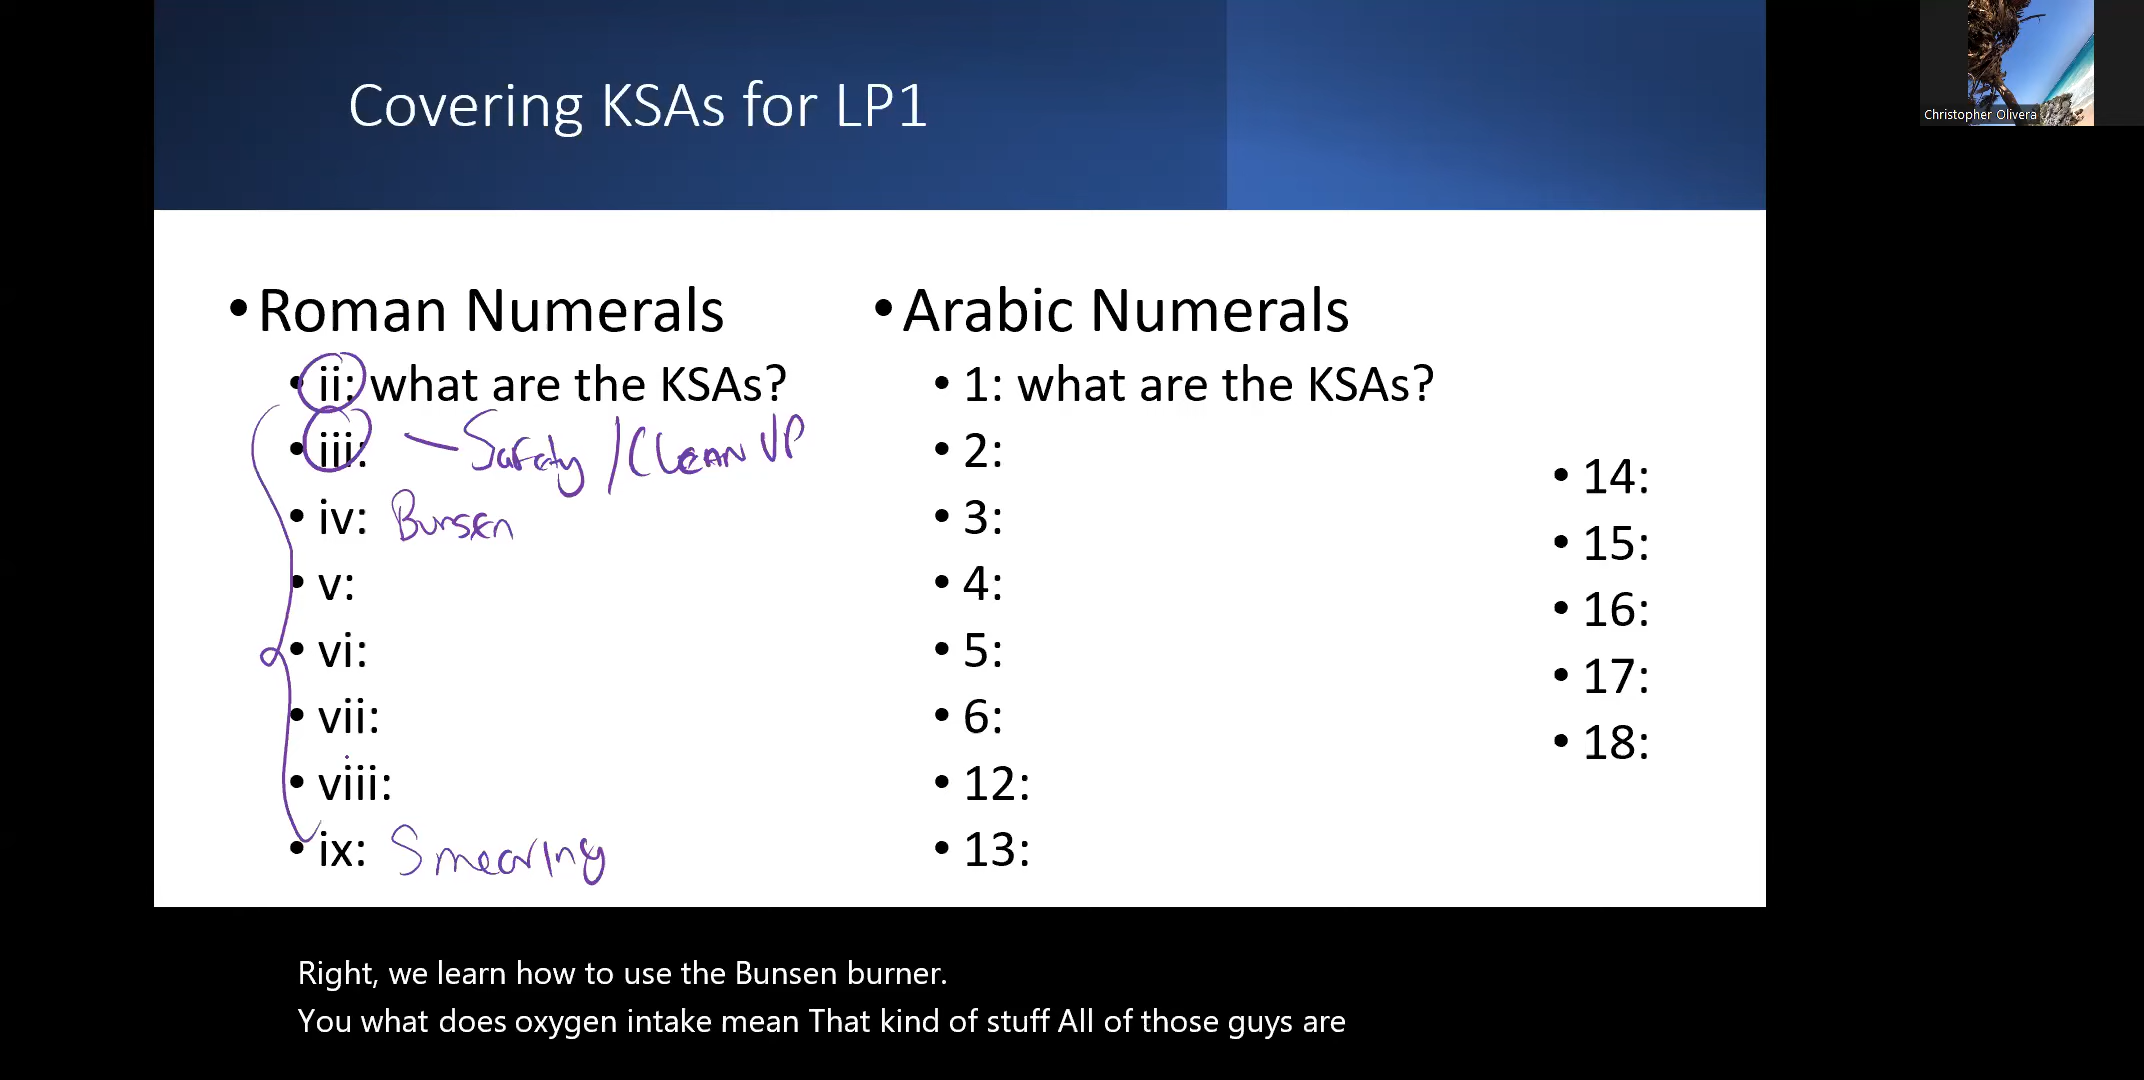 Covering KSAs for LP1
Christopher Olivera
• Roman Numerals
• ii: what are the KSAs?
• iii: — Safety / Clean UP
• iv: Bunsen
• v:
• vi:
• vii:
• viii:
• ix: Smearing
• Arabic Numerals
• 1: what are the KSAs?
• 2:
• 3:
• 4:
• 5:
• 6:
• 12:
• 13:
• 14:
• 15:
• 16:
• 17:
• 18:
Right, we learn how to use the Bunsen burner.
You what does oxygen intake mean That kind of stuff All of those guys are